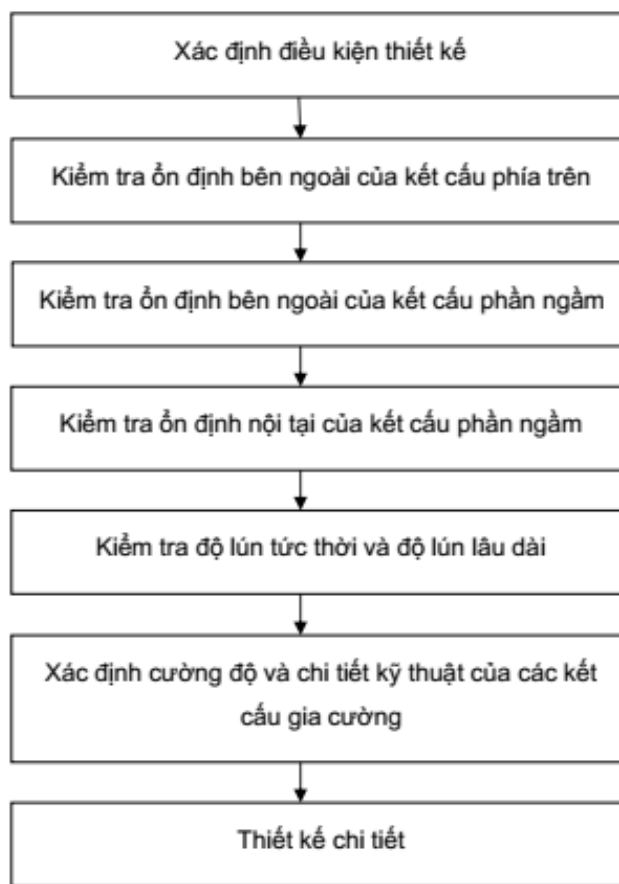 Xác định điều kiện thiết kế
Kiểm tra ổn định bên ngoài của kết cấu phía trên
Kiểm tra ổn định bên ngoài của kết cấu phần ngầm
Kiểm tra ổn định nội tại của kết cấu phần ngầm
Kiểm tra độ lún tức thời và độ lún lâu dài
Xác định cường độ và chi tiết kỹ thuật của các kết
cấu gia cường
Thiết kế chi tiết